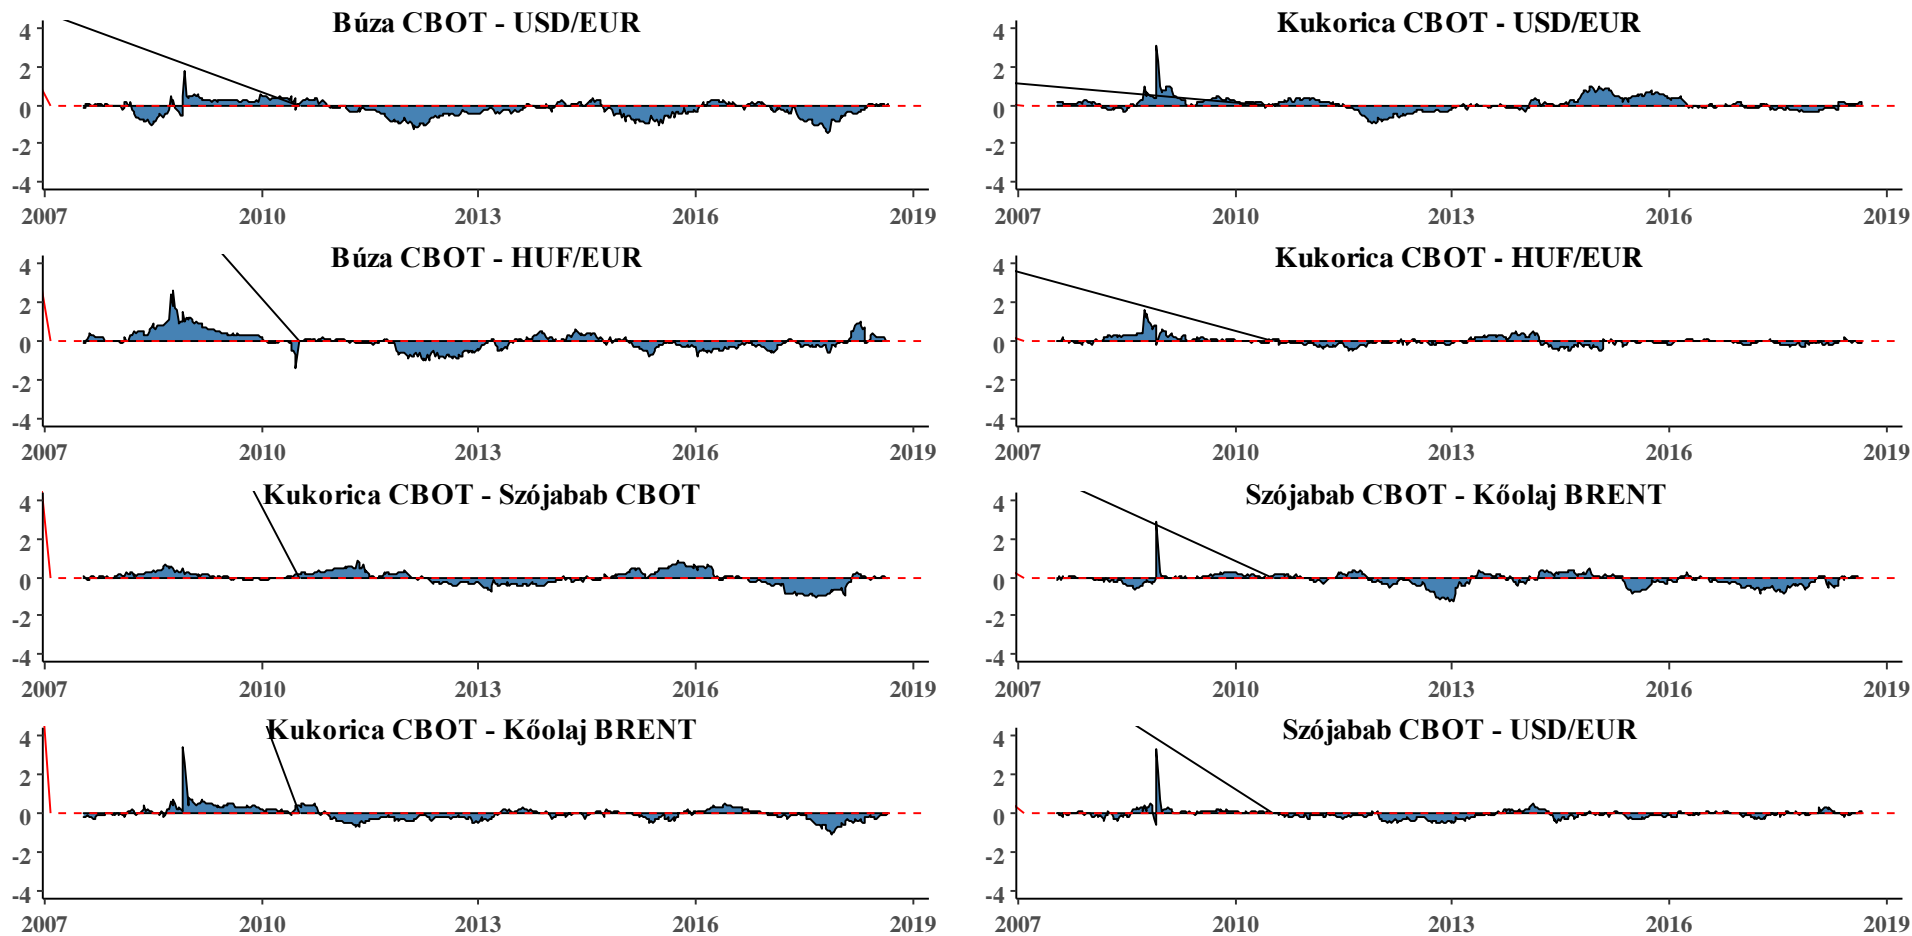 Búza CBOT - USD/EUR
4
2
0
-2
-4
2007 2010 2013 2016 2019
Kukorica CBOT - USD/EUR
4
2
0
-2
-4
2007 2010 2013 2016 2019
Búza CBOT - HUF/EUR
4
2
0
-2
-4
2007 2010 2013 2016 2019
Kukorica CBOT - HUF/EUR
4
2
0
-2
-4
2007 2010 2013 2016 2019
Kukorica CBOT - Szójabab CBOT
4
2
0
-2
-4
2007 2010 2013 2016 2019
Szójabab CBOT - Kőolaj BRENT
4
2
0
-2
-4
2007 2010 2013 2016 2019
Kukorica CBOT - Kőolaj BRENT
4
2
0
-2
-4
2007 2010 2013 2016 2019
Szójabab CBOT - USD/EUR
4
2
0
-2
-4
2007 2010 2013 2016 2019